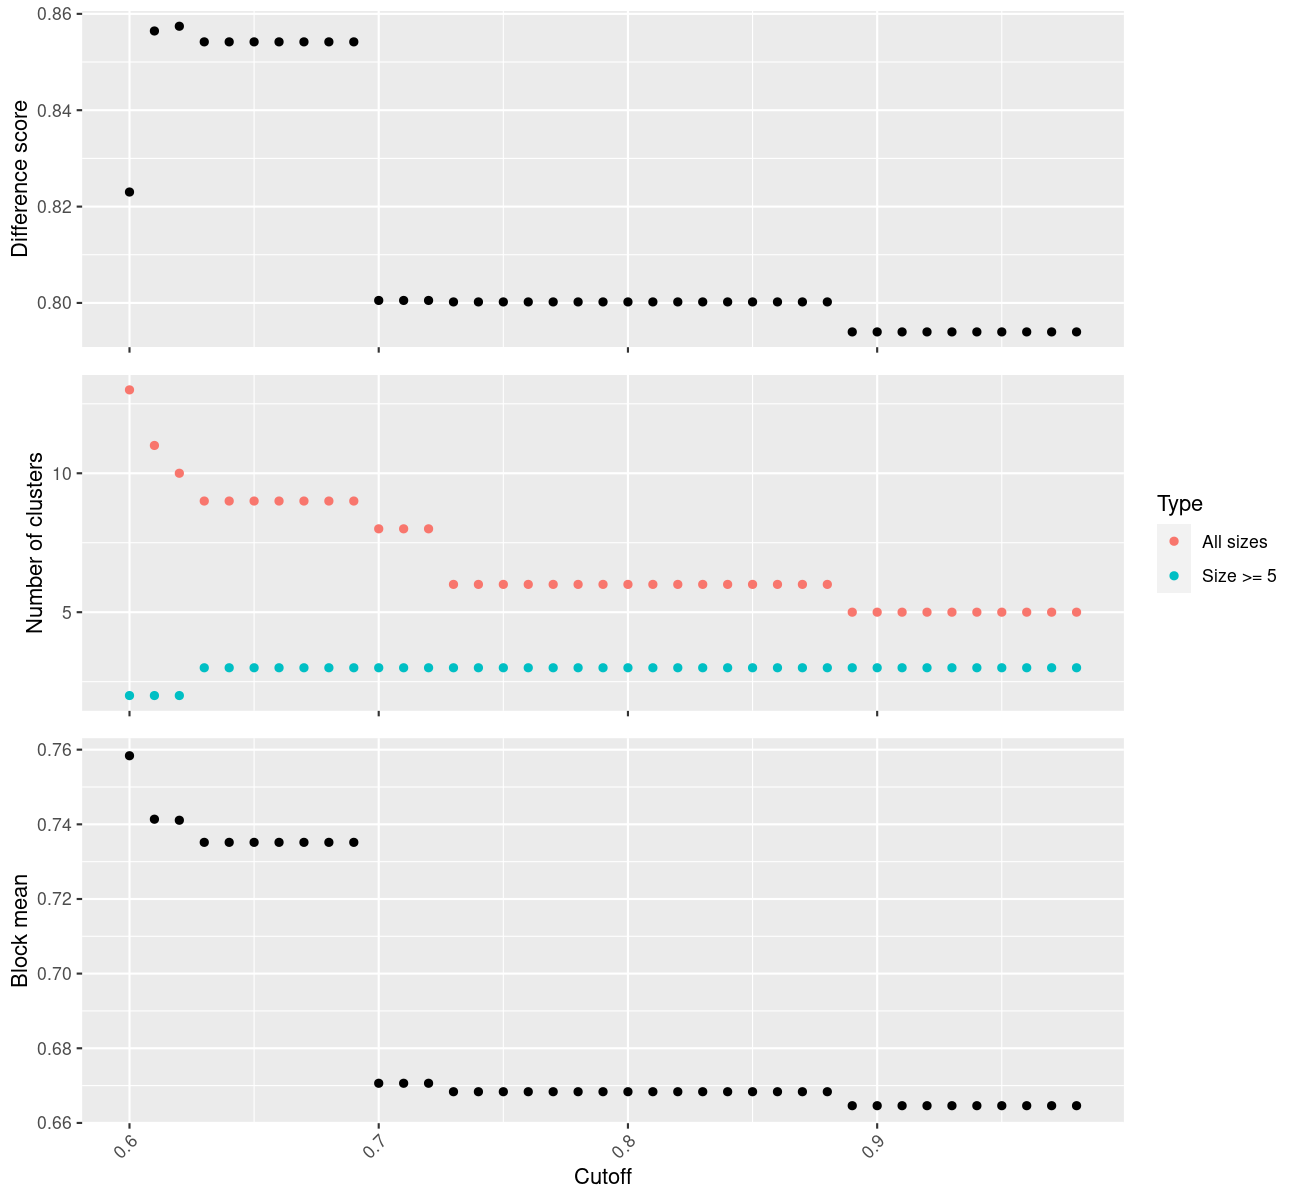 Difference score
0.86
0.84
0.82
0.80
Number of clusters
10
5
Type
All sizes
Size >= 5
Block mean
0.76
0.74
0.72
0.70
0.68
0.66
0.6 0.7 0.8 0.9
Cutoff